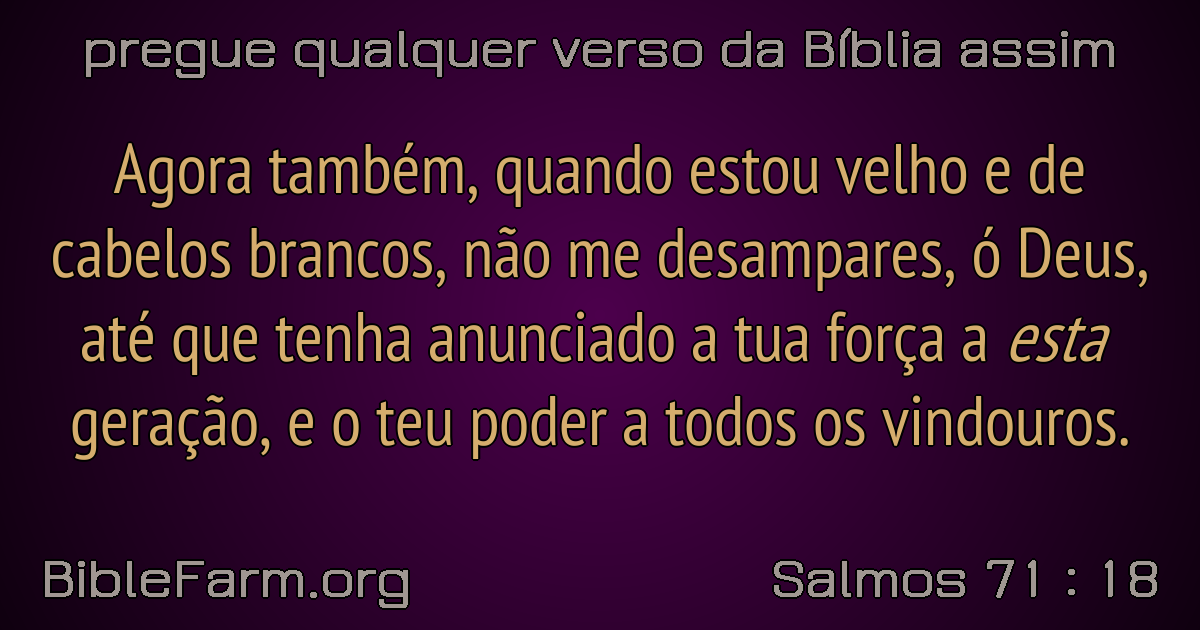 pregue qualquer verso da Bíblia assim
Agora também, quando estou velho e de
cabelos brancos, não me desampares, ó Deus,
até que tenha anunciado a tua força a esta
geração, e o teu poder a todos os vindouros.
BibleFarm.org
Salmos 71 : 18